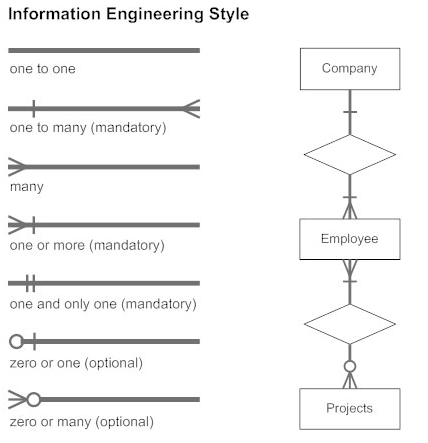 Information Engineering Style
one to one
one to many (mandatory)
many
one or more (mandatory)
one and only one (mandatory)
zero or one (optional)
zero or many (optional)
Company
Employee
Projects